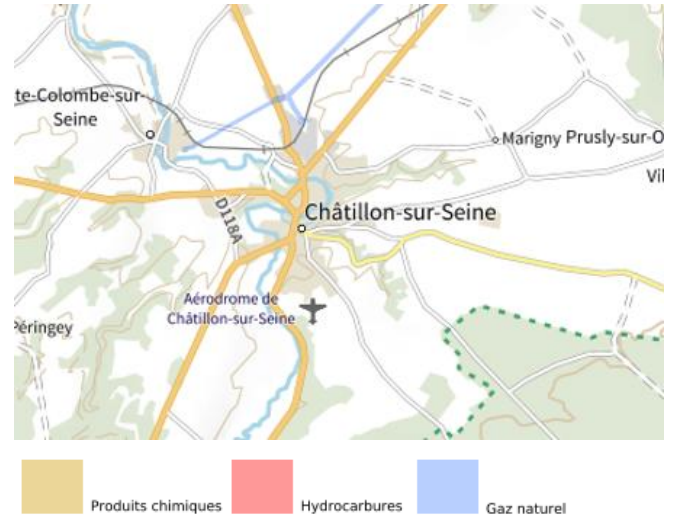 te-Colombe-sur-
Seine
Marigny
Prusly-sur-O
Vil
D118A
Châtillon-sur-Seine
Aérodrome de
Châtillon-sur-Seine
Péringey
Produits chimiques
Hydrocarbures
Gaz naturel